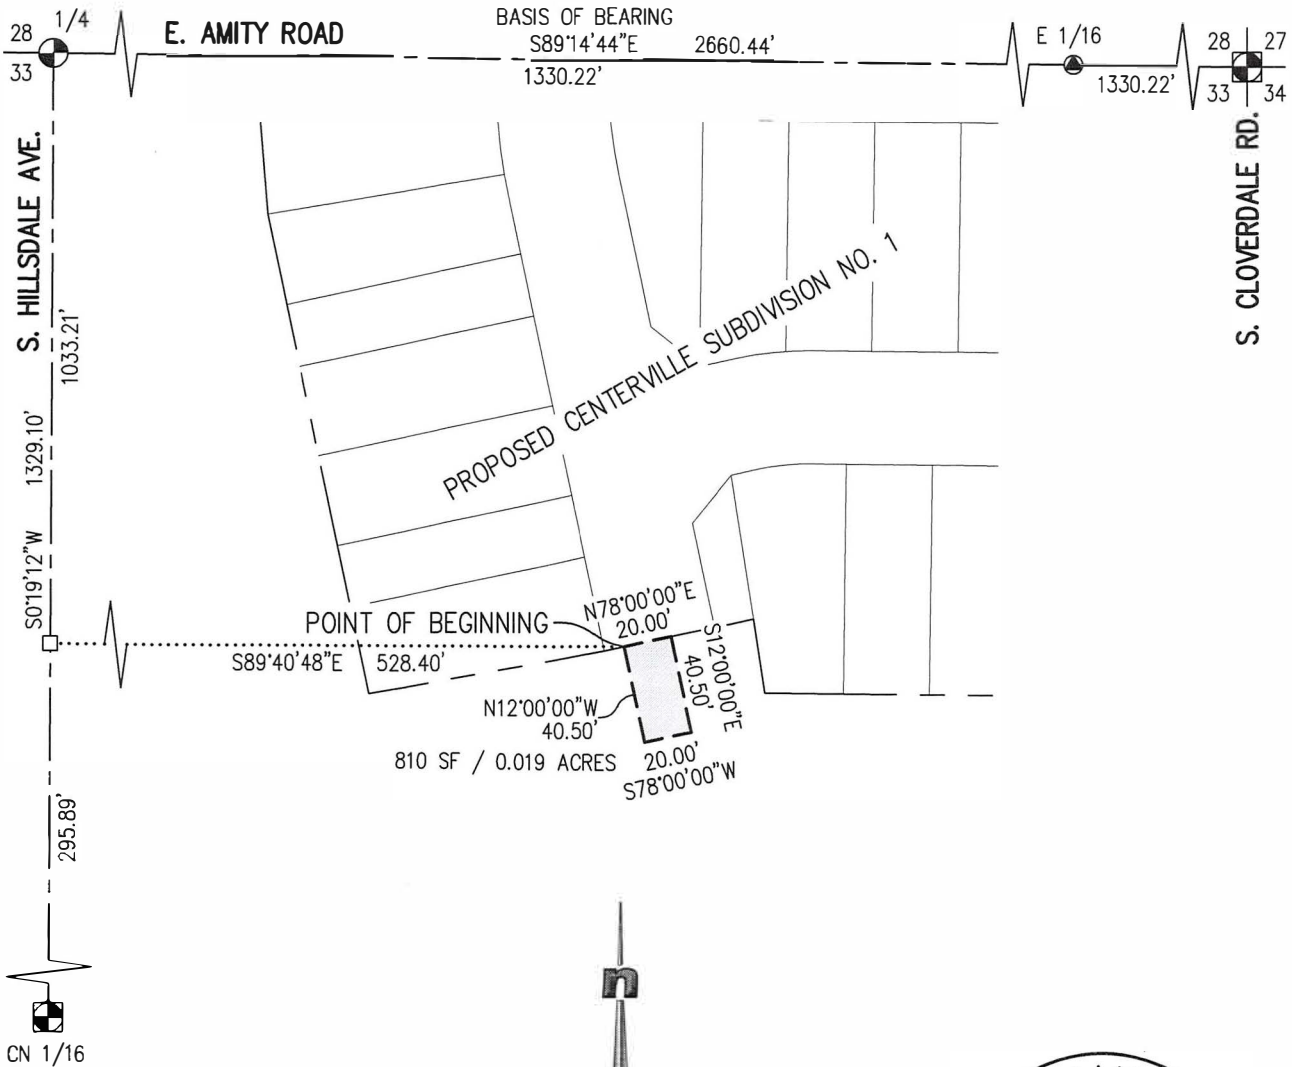 28
1/4
33
E. AMITY ROAD
BASIS OF BEARING
S89°14'44"E 2660.44'
1330.22'
E 1/16
1330.22'
28 27
33 34
S. HILLSDALE AVE.
S. CLOVERDALE RD.
1033.21'
S0°19'12"W 1329.10'
PROPOSED CENTERVILLE SUBDIVISION NO. 1
POINT OF BEGINNING
N78°00'00"E
20.00'
S89°40'48"E 528.40'
S12°00'00"E
40.50'
N12°00'00"W
40.50'
810 SF / 0.019 ACRES
20.00'
S78°00'00"W
295.89'
n
CN 1/16